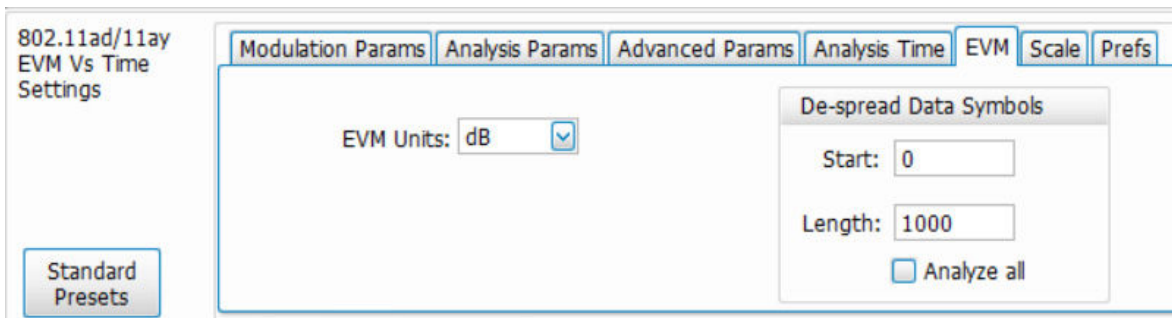 802.11ad/11ay
EVM Vs Time
Settings
Modulation Params Analysis Params Advanced Params Analysis Time EVM Scale Prefs
EVM Units: dB
De-spread Data Symbols
Start: 0
Length: 1000
Analyze all
Standard
Presets